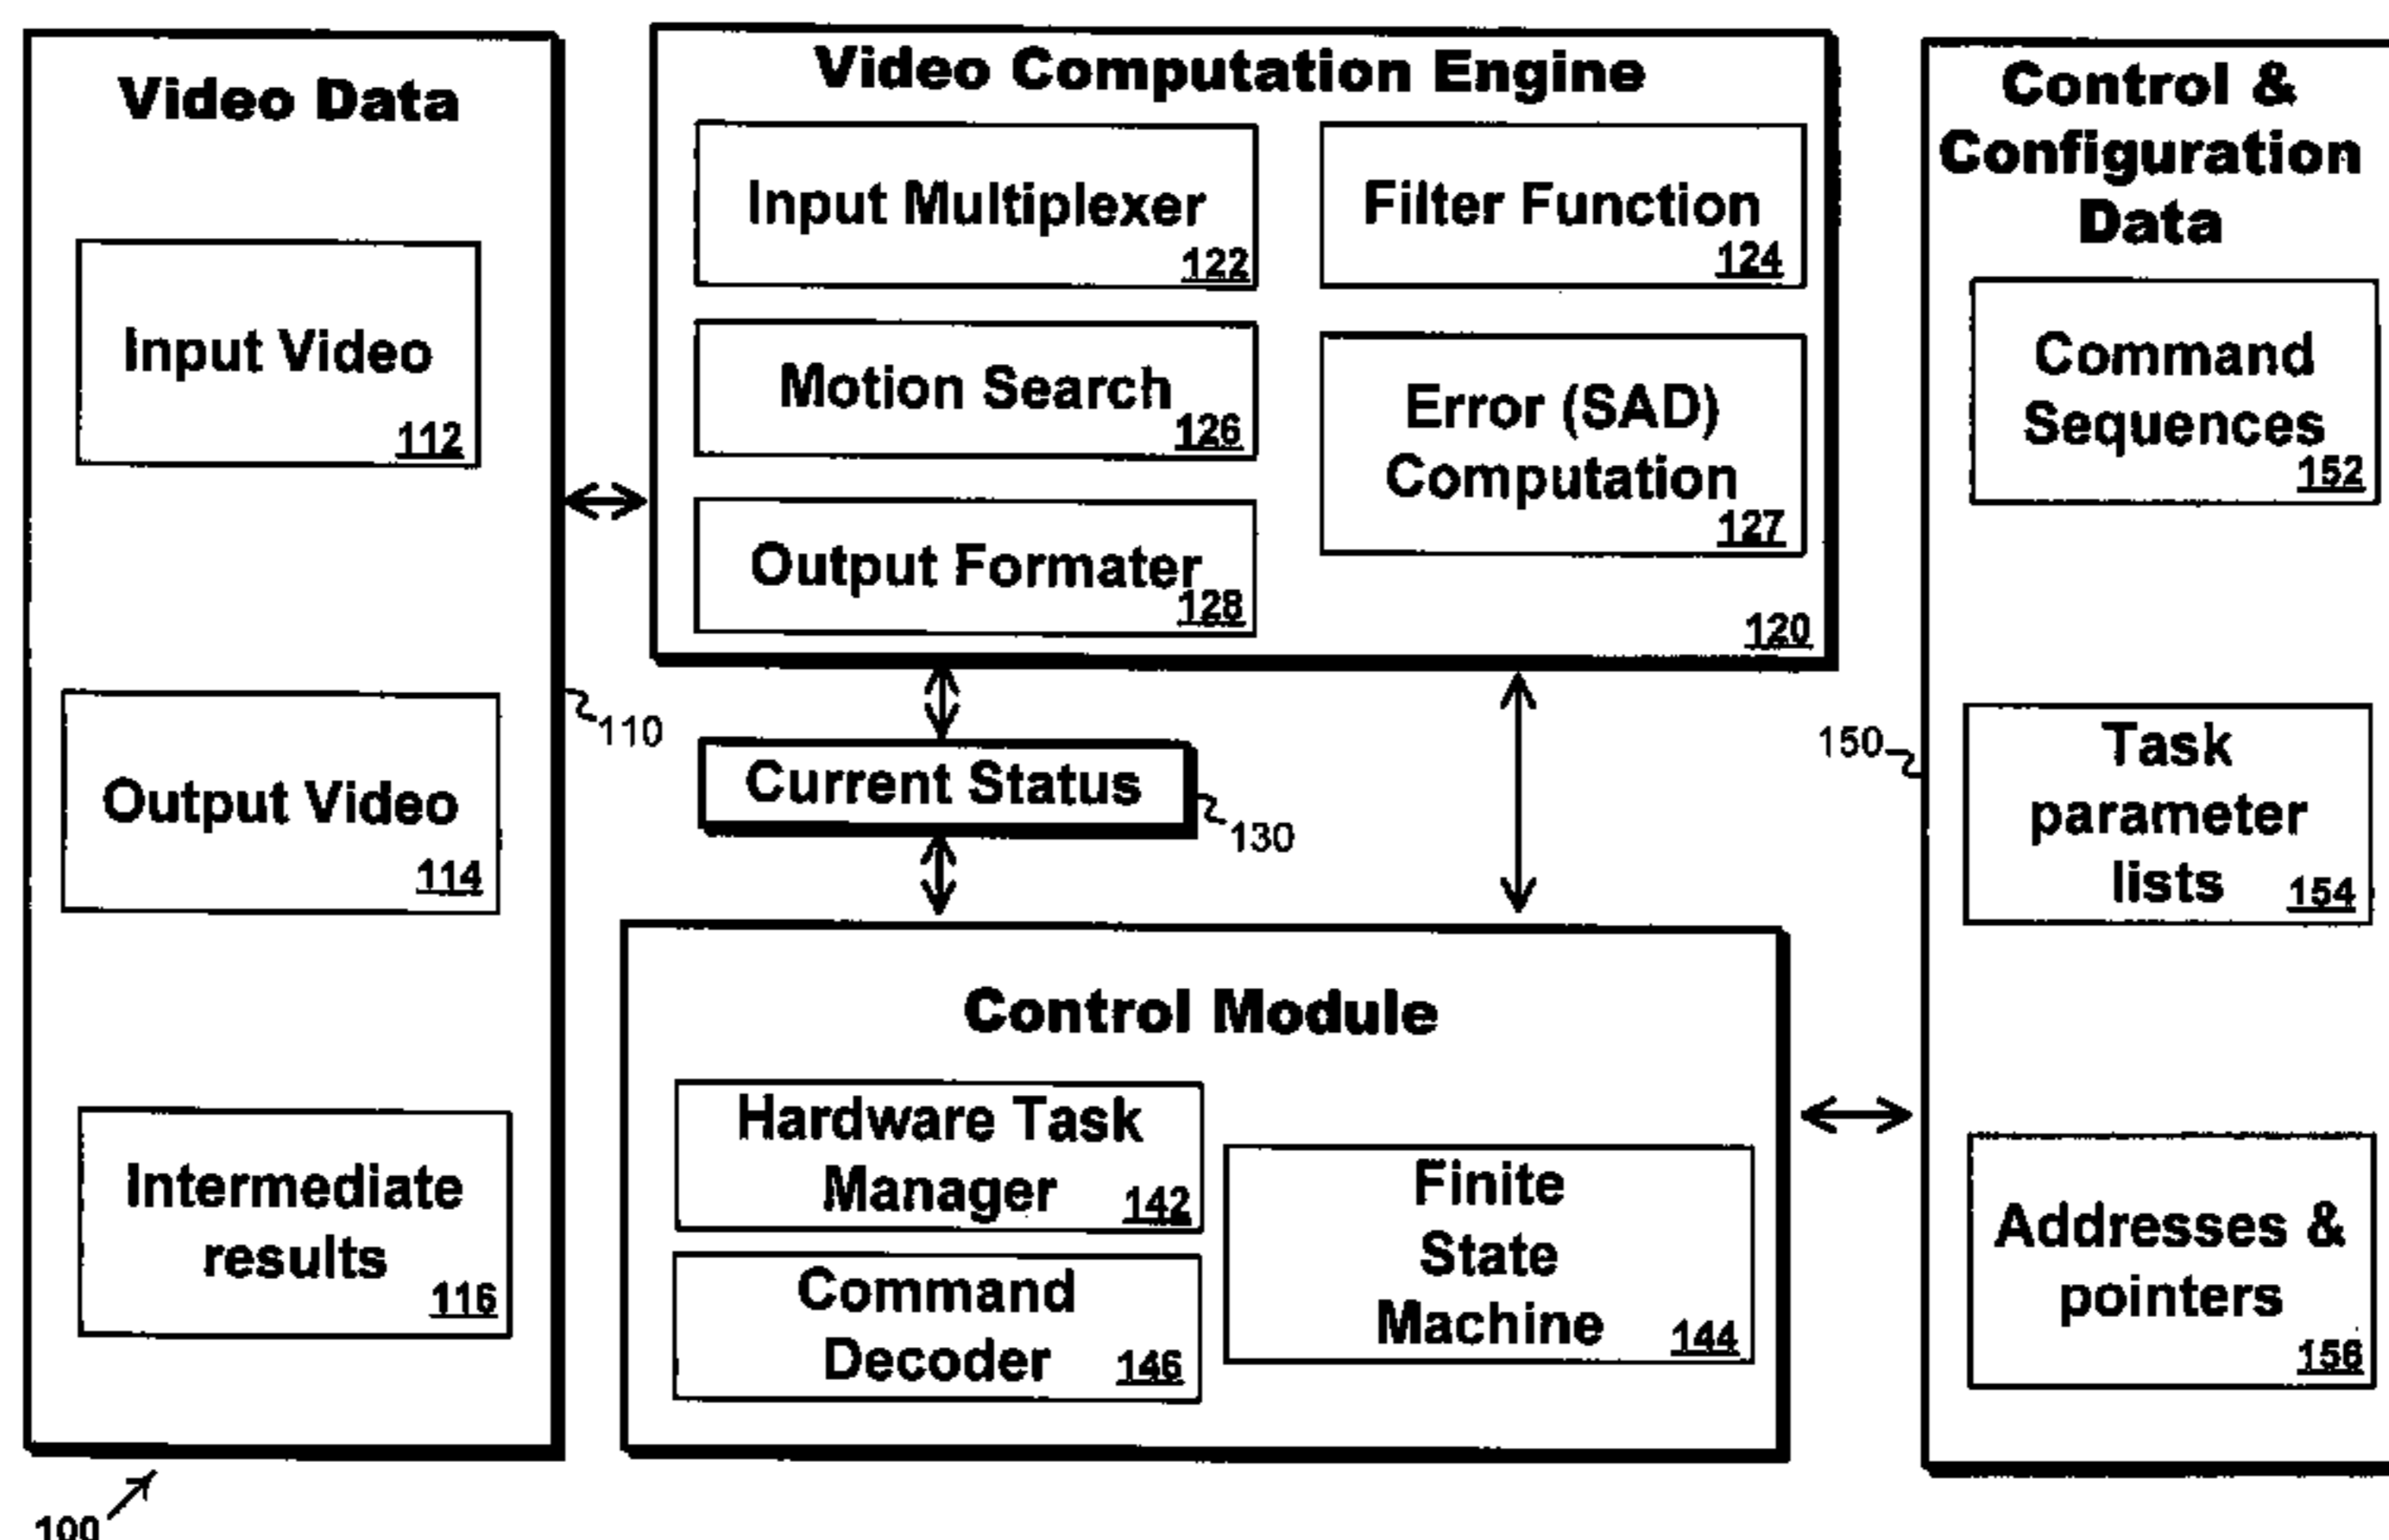 Video Data
Input Video
112
Output Video
114
Intermediate
results
116
110
100
Video Computation Engine
Input Multiplexer
122
Filter Function
124
Motion Search
126
Error (SAD)
Computation
127
Output Formater
128
120
Current Status
130
Control Module
Hardware Task
Manager
142
Command
Decoder
146
Finite
State
Machine
144
Control &
Configuration
Data
Command
Sequences
152
150
Task
parameter
lists
154
Addresses &
pointers
156